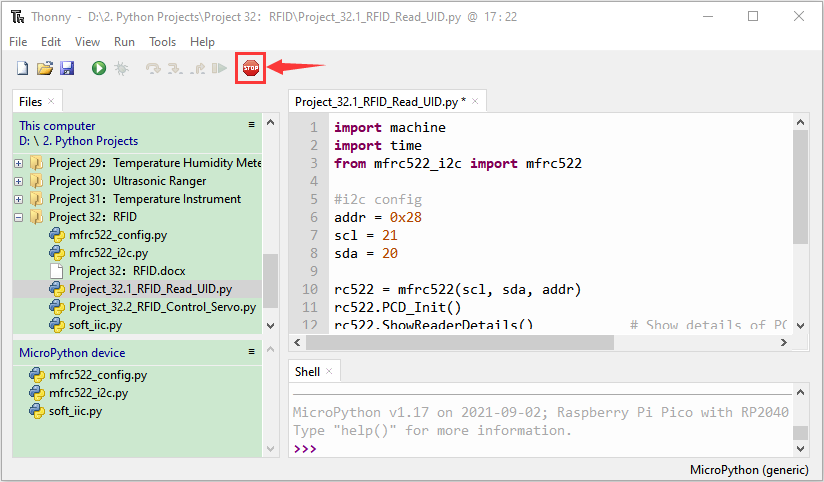 Thonny - D:\2. Python Projects\Project 32: RFID\Project_32.1_RFID_Read_UID.py @ 17:22
File Edit View Run Tools Help
STOP
Files
This computer
D: \ 2. Python Projects
Project 29: Temperature Humidity Mete
Project 30: Ultrasonic Ranger
Project 31: Temperature Instrument
Project 32: RFID
mfrc522_config.py
mfrc522_i2c.py
Project 32: RFID.docx
Project_32.1_RFID_Read_UID.py
Project_32.2_RFID_Control_Servo.py
soft_iic.py
MicroPython device
mfrc522_config.py
mfrc522_i2c.py
soft_iic.py
Project_32.1_RFID_Read_UID.py *
1 import machine
2 import time
3 from mfrc522_i2c import mfrc522
4
5 #i2c config
6 addr = 0x28
7 scl = 21
8 sda = 20
9
10 rc522 = mfrc522(scl, sda, addr)
11 rc522.PCD_Init()
12 rc522.ShowReaderDetails() # Show details of PC
Shell
MicroPython v1.17 on 2021-09-02; Raspberry Pi Pico with RP2040
Type "help()" for more information.
>>>
MicroPython (generic)